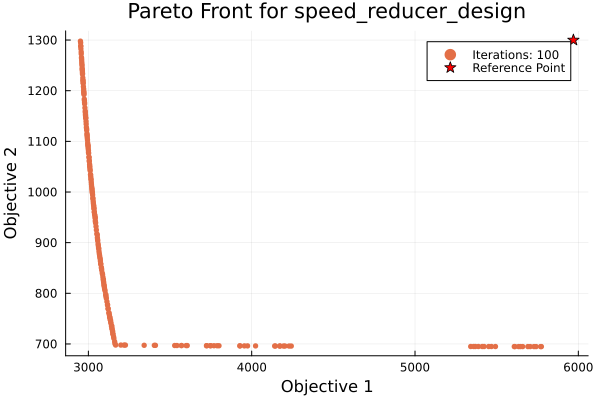 Pareto Front for speed_reducer_design
1300
1200
1100
1000
900
800
700
Objective 2
Iterations: 100
Reference Point
3000 4000 5000 6000
Objective 1